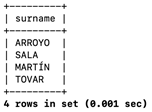 +---------+
| surname |
+---------+
| ARROYO  |
| SALA    |
| MARTÍN  |
| TOVAR   |
+---------+
4 rows in set (0.001 sec)